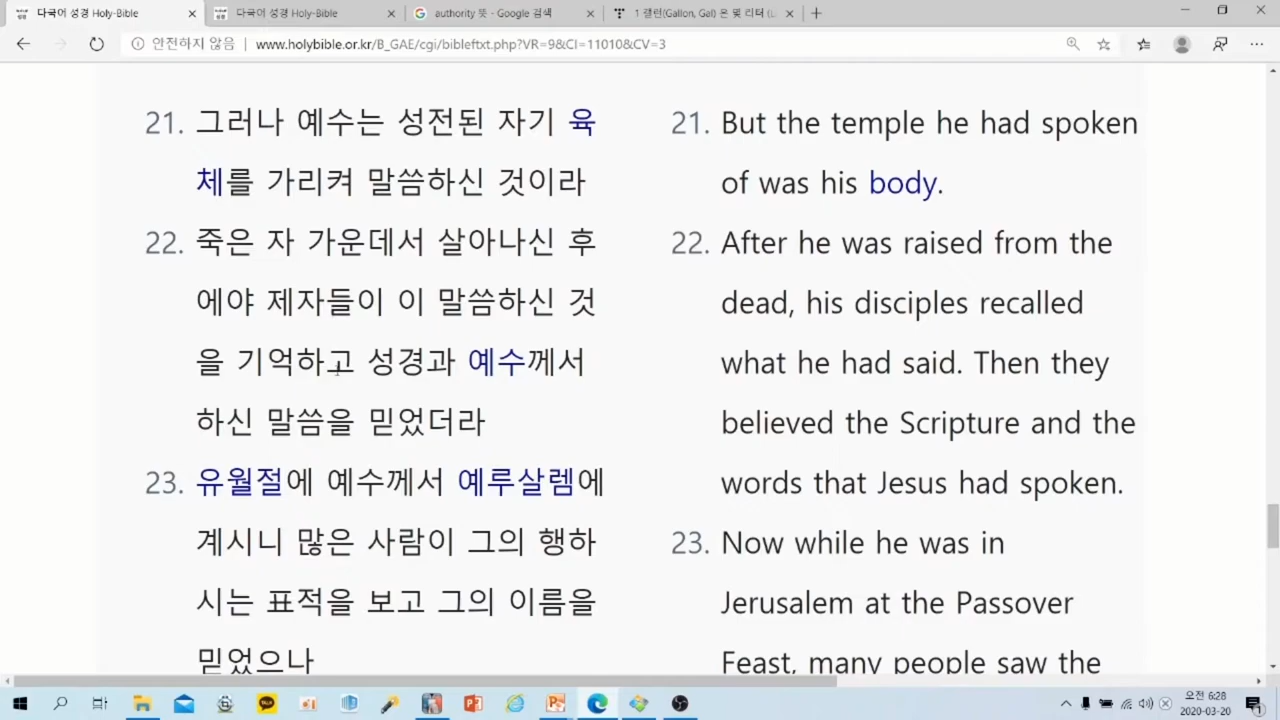 다국어 성경 Holy-Bible
다국어 성경 Holy-Bible
authority 뜻 - Google 검색
1 갤런(Gallon, Gal) 은 몇 리터 (Li
안전하지 않음
www.holybible.or.kr/B_GAE/cgi/bibleftxt.php?VR=9&CI=11010&CV=3
21. 그러나 예수는 성전된 자기 육
체를 가리켜 말씀하신 것이라
22. 죽은 자 가운데서 살아나신 후
에야 제자들이 이 말씀하신 것
을 기억하고 성경과 예수께서
하신 말씀을 믿었더라
23. 유월절에 예수께서 예루살렘에
계시니 많은 사람이 그의 행하
시는 표적을 보고 그의 이름을
믿었으나
21. But the temple he had spoken
of was his body.
22. After he was raised from the
dead, his disciples recalled
what he had said. Then they
believed the Scripture and the
words that Jesus had spoken.
23. Now while he was in
Jerusalem at the Passover
Feast, many people saw the
TALK
오전 6:28
2020-03-20